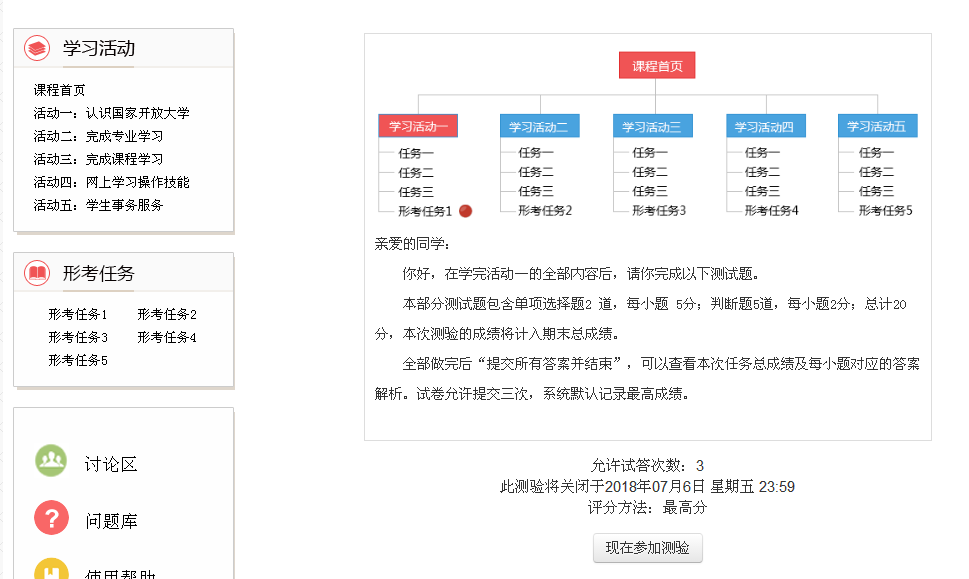 学习活动
课程首页
活动一：认识国家开放大学
活动二：完成专业学习
活动三：完成课程学习
活动四：网上学习操作技能
活动五：学生事务服务
形考任务
形考任务1 形考任务2
形考任务3 形考任务4
形考任务5
讨论区
问题库
使用帮助
课程首页
学习活动一 学习活动二 学习活动三 学习活动四 学习活动五
任务一 任务一 任务一 任务一 任务一
任务二 任务二 任务二 任务二 任务二
任务三 任务三 任务三 任务三 任务三
形考任务1 形考任务2 形考任务3 形考任务4 形考任务5
亲爱的同学：
你好，在学完活动一的全部内容后，请你完成以下测试题。
本部分测试题包含单项选择题2 道，每小题 5分；判断题5道，每小题2分；总计20
分，本次测验的成绩将计入期末总成绩。
全部做完后“提交所有答案并结束”，可以查看本次任务总成绩及每小题对应的答案
解析。试卷允许提交三次，系统默认记录最高成绩。
允许试答次数：3
此测验将关闭于2018年07月6日 星期五 23:59
评分方法：最高分
现在参加测验